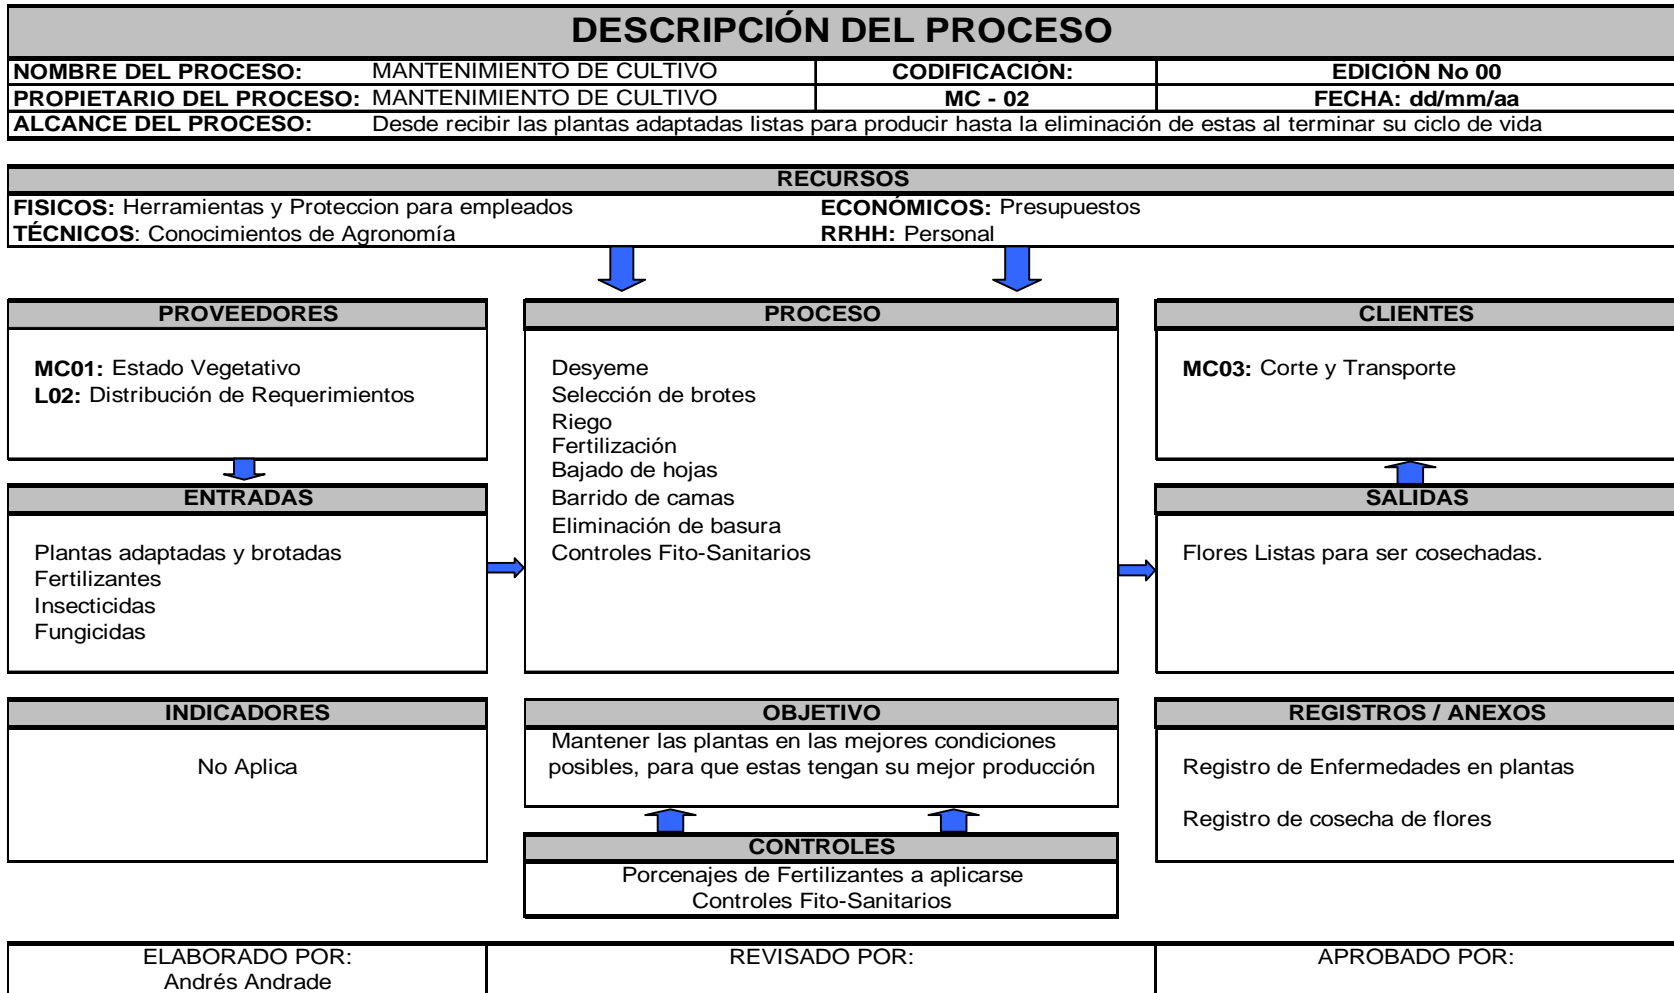 DESCRIPCIÓN DEL PROCESO
NOMBRE DEL PROCESO: MANTENIMIENTO DE CULTIVO CODIFICACIÓN: EDICIÓN No 00
PROPIETARIO DEL PROCESO: MANTENIMIENTO DE CULTIVO MC - 02 FECHA: dd/mm/aa
ALCANCE DEL PROCESO: Desde recibir las plantas adaptadas listas para producir hasta la eliminación de estas al terminar su ciclo de vida
RECURSOS
FISICOS: Herramientas y Proteccion para empleados ECONÓMICOS: Presupuestos
TÉCNICOS: Conocimientos de Agronomía RRHH: Personal
PROVEEDORES
MC01: Estado Vegetativo
L02: Distribución de Requerimientos
ENTRADAS
Plantas adaptadas y brotadas
Fertilizantes
Insecticidas
Fungicidas
PROCESO
Desyeme
Selección de brotes
Riego
Fertilización
Bajado de hojas
Barrido de camas
Eliminación de basura
Controles Fito-Sanitarios
CLIENTES
MC03: Corte y Transporte
SALIDAS
Flores Listas para ser cosechadas.
INDICADORES
No Aplica
OBJETIVO
Mantener las plantas en las mejores condiciones
posibles, para que estas tengan su mejor producción
CONTROLES
Porcenajes de Fertilizantes a aplicarse
Controles Fito-Sanitarios
REGISTROS / ANEXOS
Registro de Enfermedades en plantas
Registro de cosecha de flores
ELABORADO POR:
Andrés Andrade
REVISADO POR:
APROBADO POR: